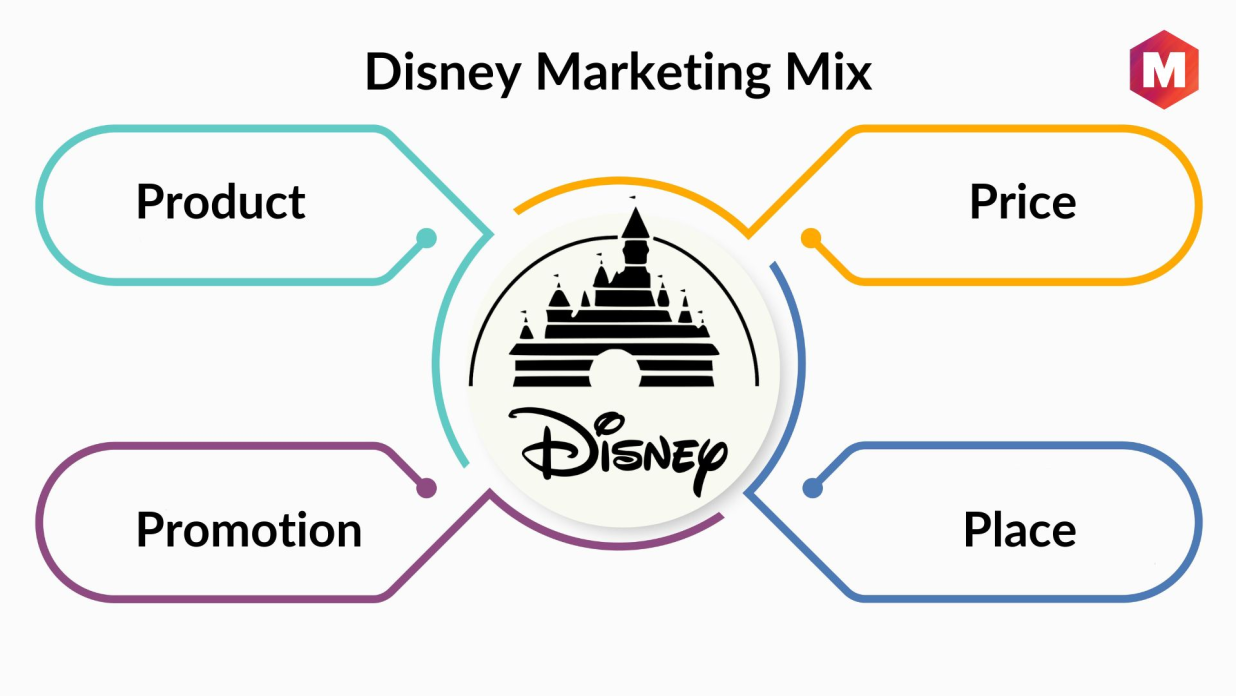 Disney Marketing Mix
M
Product
Price
Disney
Promotion
Place